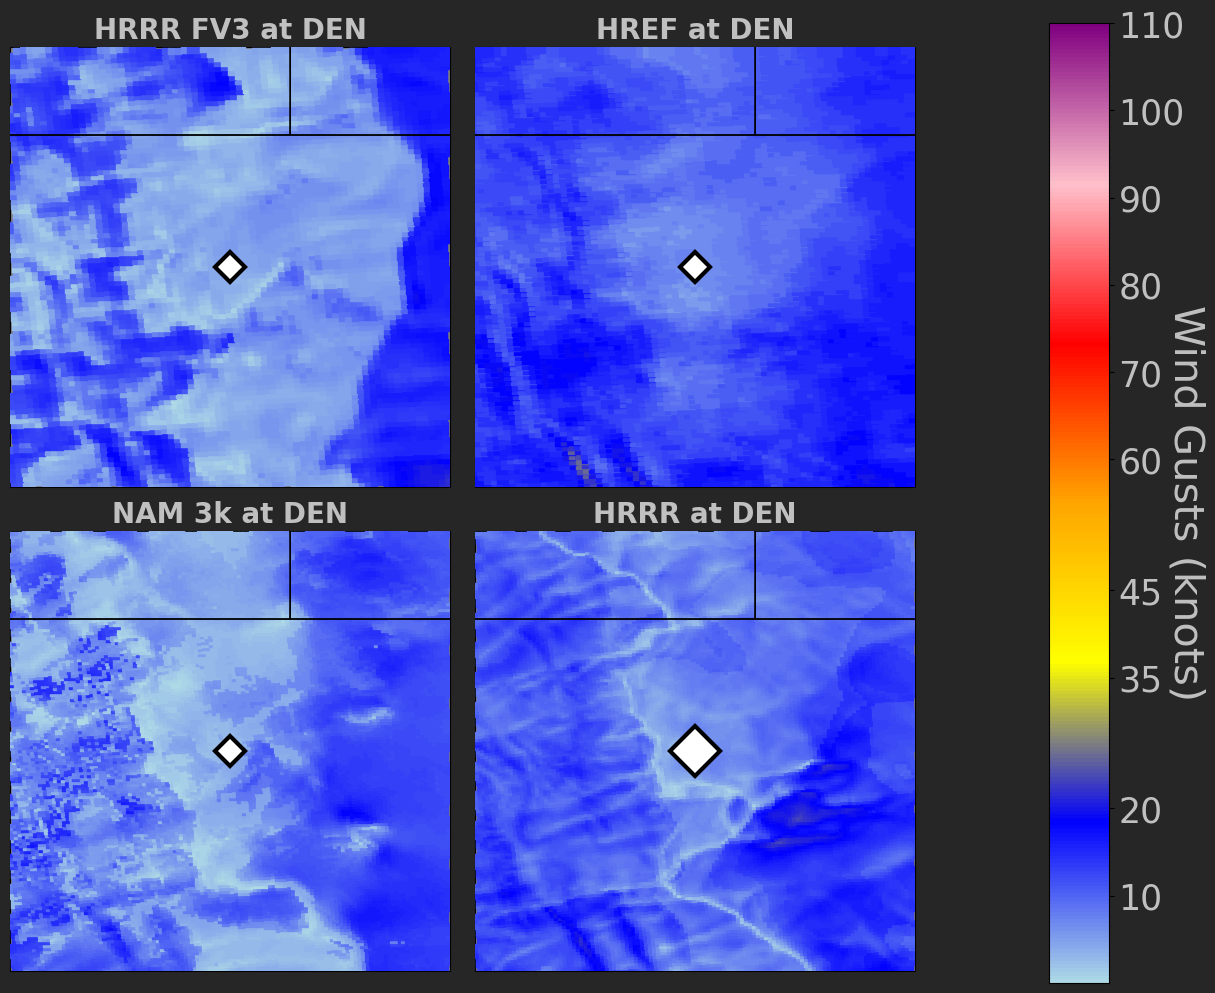 HRRR FV3 at DEN
HREF at DEN
NAM 3k at DEN
HRRR at DEN
110
100
90
80
70
60
45
35
20
10
Wind Gusts (knots)